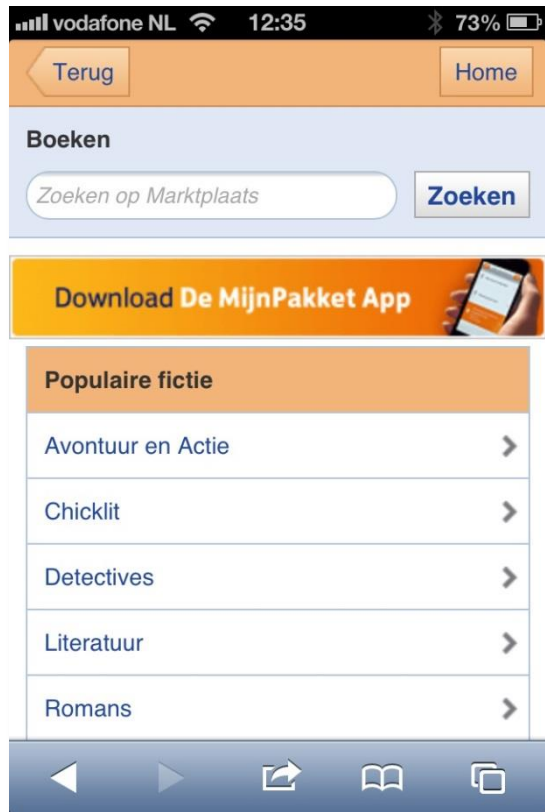 vodafone NL 12:35 73%
Terug Home
Boeken
Zoeken op Marktplaats Zoeken
Download De MijnPakket App
Populaire fictie
Avontuur en Actie
Chicklit
Detectives
Literatuur
Romans